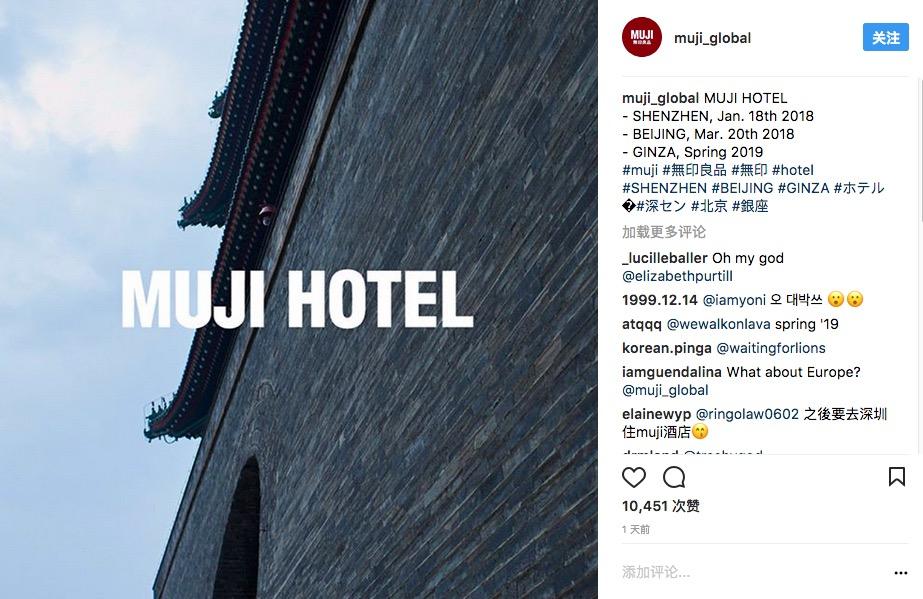 MUJI HOTEL
MUJI
無印良品
muji_global
关注
muji_global MUJI HOTEL
- SHENZHEN, Jan. 18th 2018
- BEIJING, Mar. 20th 2018
- GINZA, Spring 2019
#muji #無印良品 #無印 #hotel
#SHENZHEN #BEIJING #GINZA #ホテル
�#深セン #北京 #銀座
加载更多评论
_lucilleballer Oh my god
@elizabethpurtill
1999.12.14 @iamyoni 오 대박쓰 😮😮
atqqq @wewalkonlava spring '19
korean.pinga @waitingforlions
iamguendalina What about Europe?
@muji_global
elainewyp @ringolaw0602 之後要去深圳
住muji酒店😙
10,451 次赞
1 天前
添加评论...